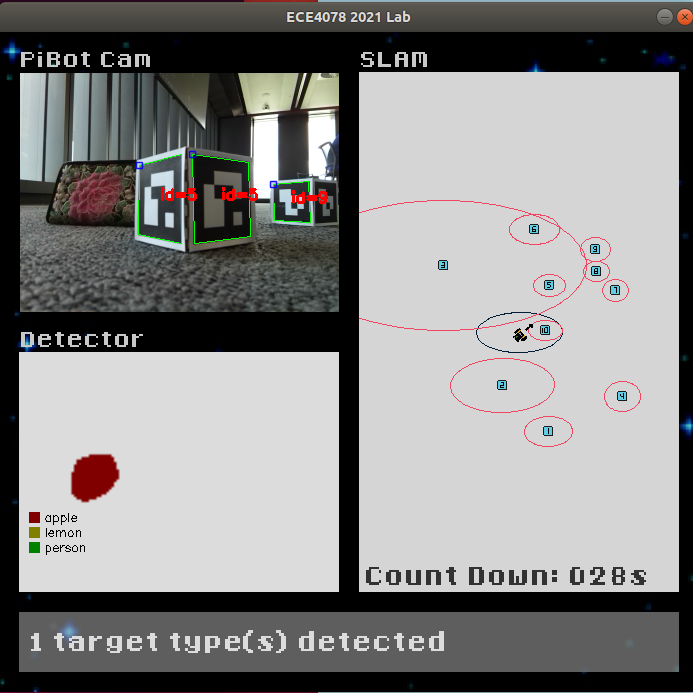 ECE4078 2021 Lab
PiBot Cam
SLAM
id=5
id=5
id=9
6
9
3
8
5
7
10
2
4
1
Detector
apple
lemon
person
Count Down: 028s
1 target type(s) detected